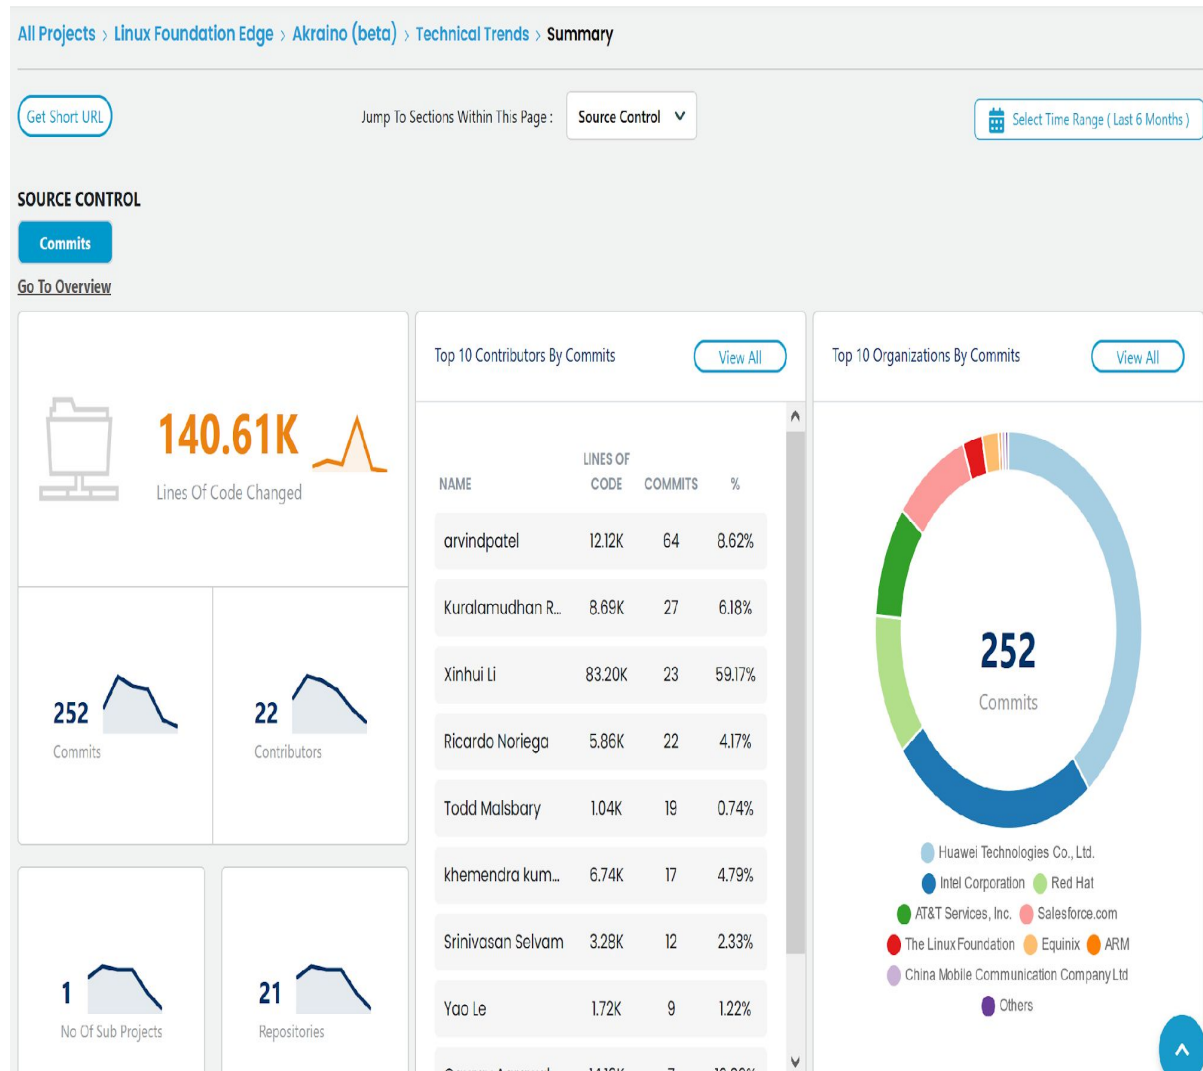 All Projects > Linux Foundation Edge > Akraino (beta) > Technical Trends > Summary
Get Short URL
Jump To Sections Within This Page :
Source Control
Select Time Range ( Last 6 Months )
SOURCE CONTROL
Commits
Go To Overview
140.61K
Lines Of Code Changed
252
Commits
22
Contributors
1
No Of Sub Projects
21
Repositories
Top 10 Contributors By Commits
View All
NAME LINES OF CODE COMMITS %
arvindpatel 12.12K 64 8.62%
Kuralamudhan R... 8.69K 27 6.18%
Xinhui Li 83.20K 23 59.17%
Ricardo Noriega 5.86K 22 4.17%
Todd Malsbary 1.04K 19 0.74%
khemendra kum... 6.74K 17 4.79%
Srinivasan Selvam 3.28K 12 2.33%
Yao Le 1.72K 9 1.22%
Top 10 Organizations By Commits
View All
252
Commits
Huawei Technologies Co., Ltd.
Intel Corporation Red Hat
AT&T Services, Inc. Salesforce.com
The Linux Foundation Equinix ARM
China Mobile Communication Company Ltd
Others